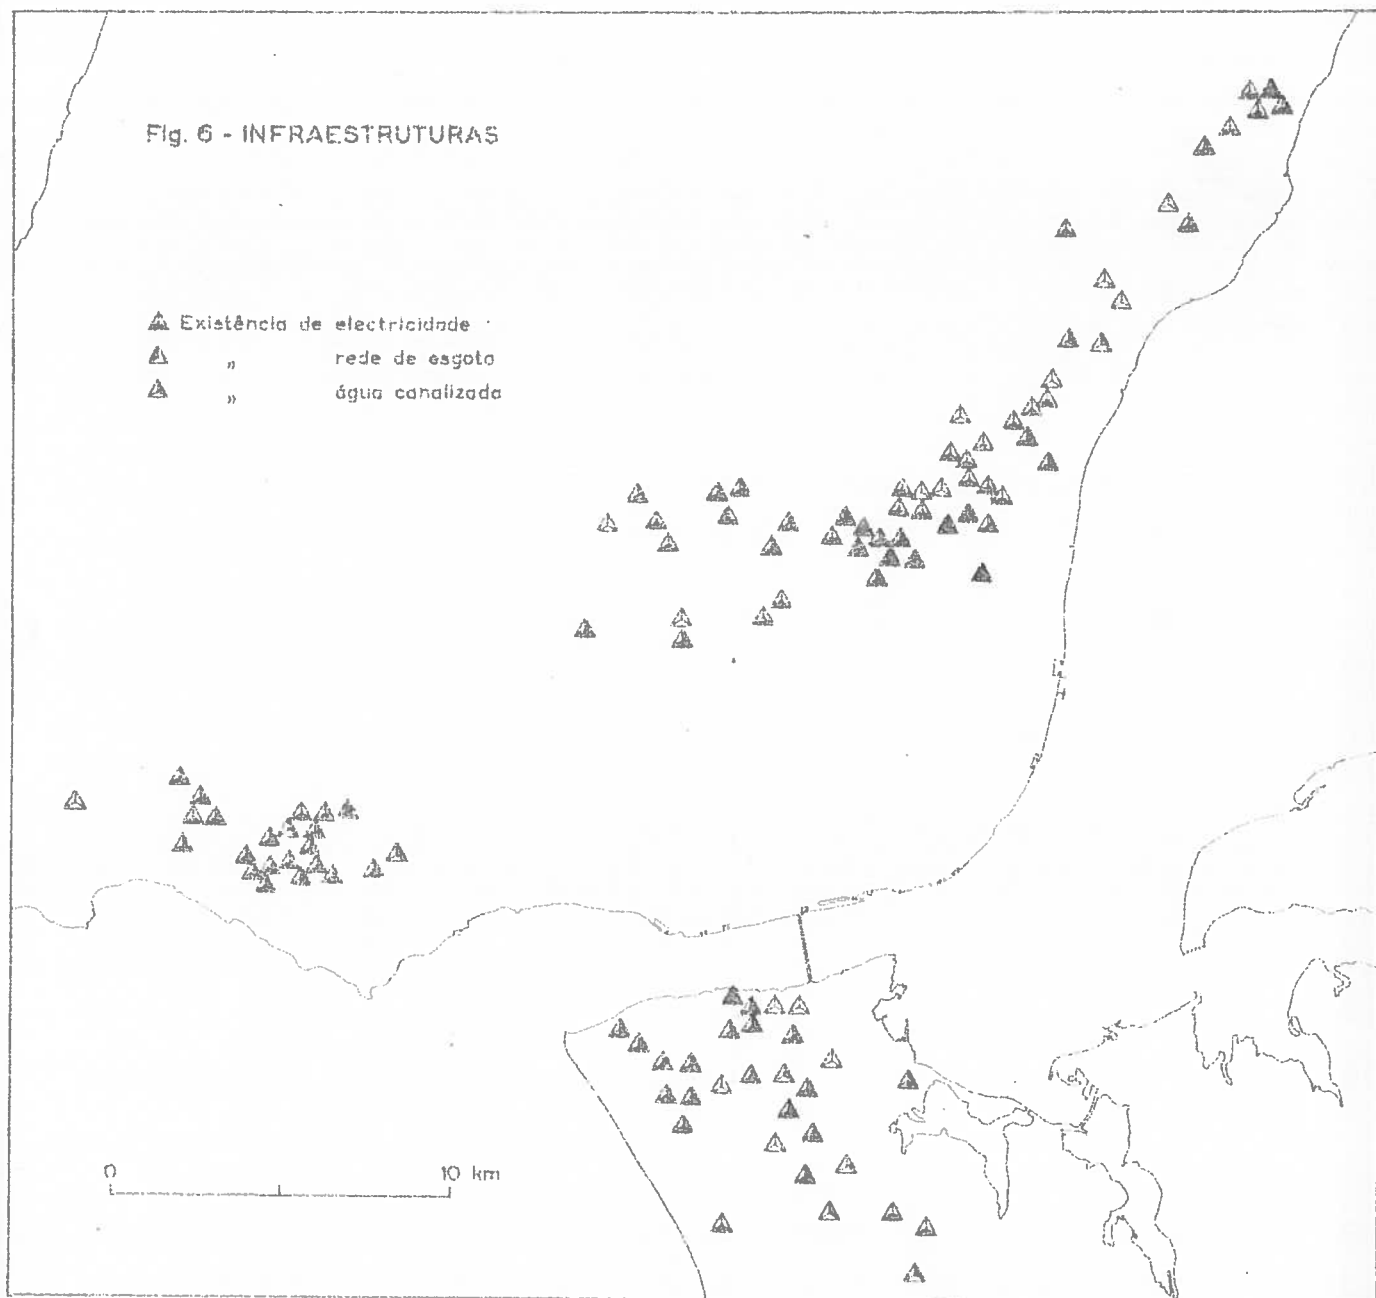 Fig. 6 - INFRAESTRUTURAS
Existência de electricidade
" rede de esgoto
" água canalizada
0 10 km